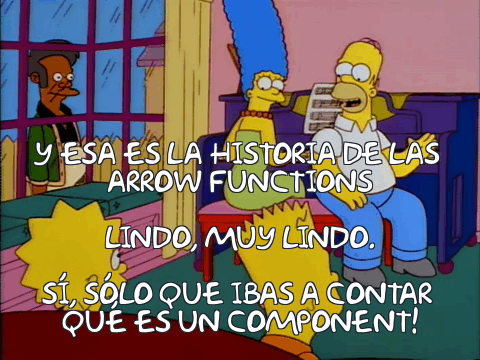 Y ESA ES LA HISTORIA DE LAS
ARROW FUNCTIONS
LINDO, MUY LINDO.
SÍ, SÓLO QUE IBAS A CONTAR
QUE ES UN COMPONENT!